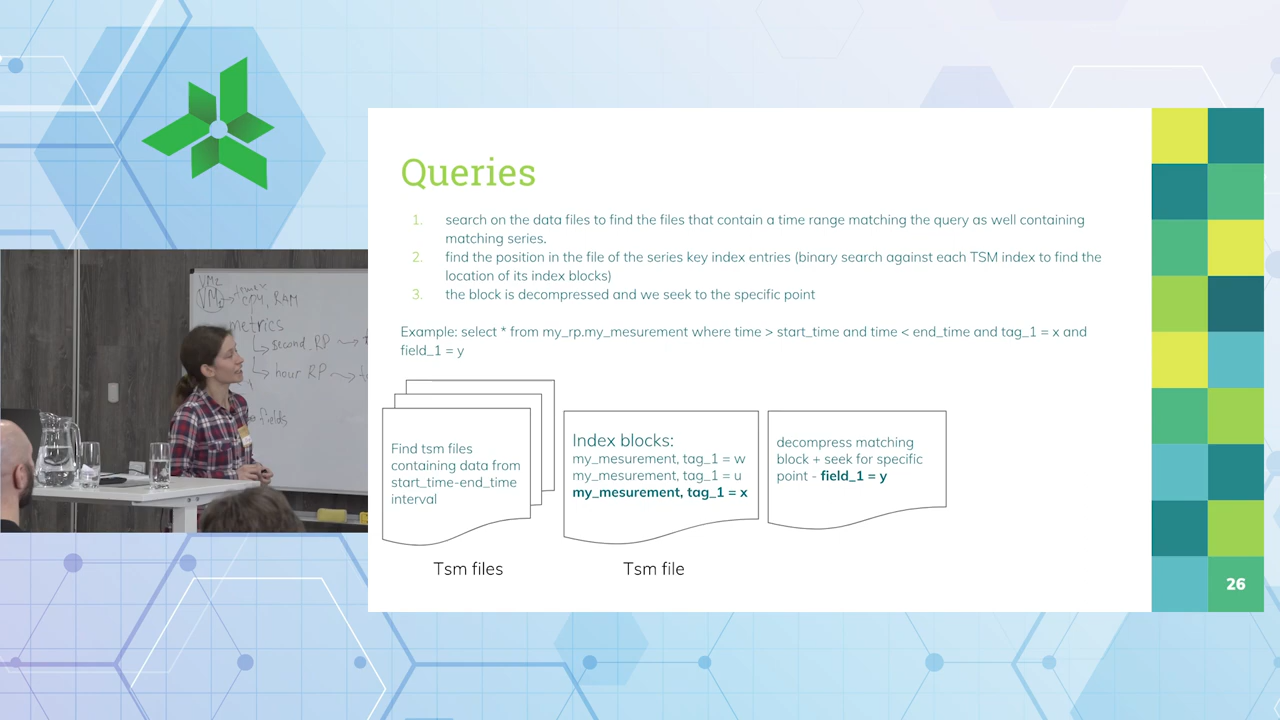 Queries
1. search on the data files to find the files that contain a time range matching the query as well containing
matching series.
2. find the position in the file of the series key index entries (binary search against each TSM index to find the
location of its index blocks)
3. the block is decompressed and we seek to the specific point
Example: select * from my_rp.my_mesurement where time > start_time and time < end_time and tag_1 = x and
field_1 = y
Find tsm files
containing data from
start_time-end_time
interval
Tsm files
Index blocks:
my_mesurement, tag_1 = w
my_mesurement, tag_1 = u
my_mesurement, tag_1 = x
Tsm file
decompress matching
block + seek for specific
point - field_1 = y
26
VM2
VM
CPU, RAM
metrics
second_RP
hour RP
fields